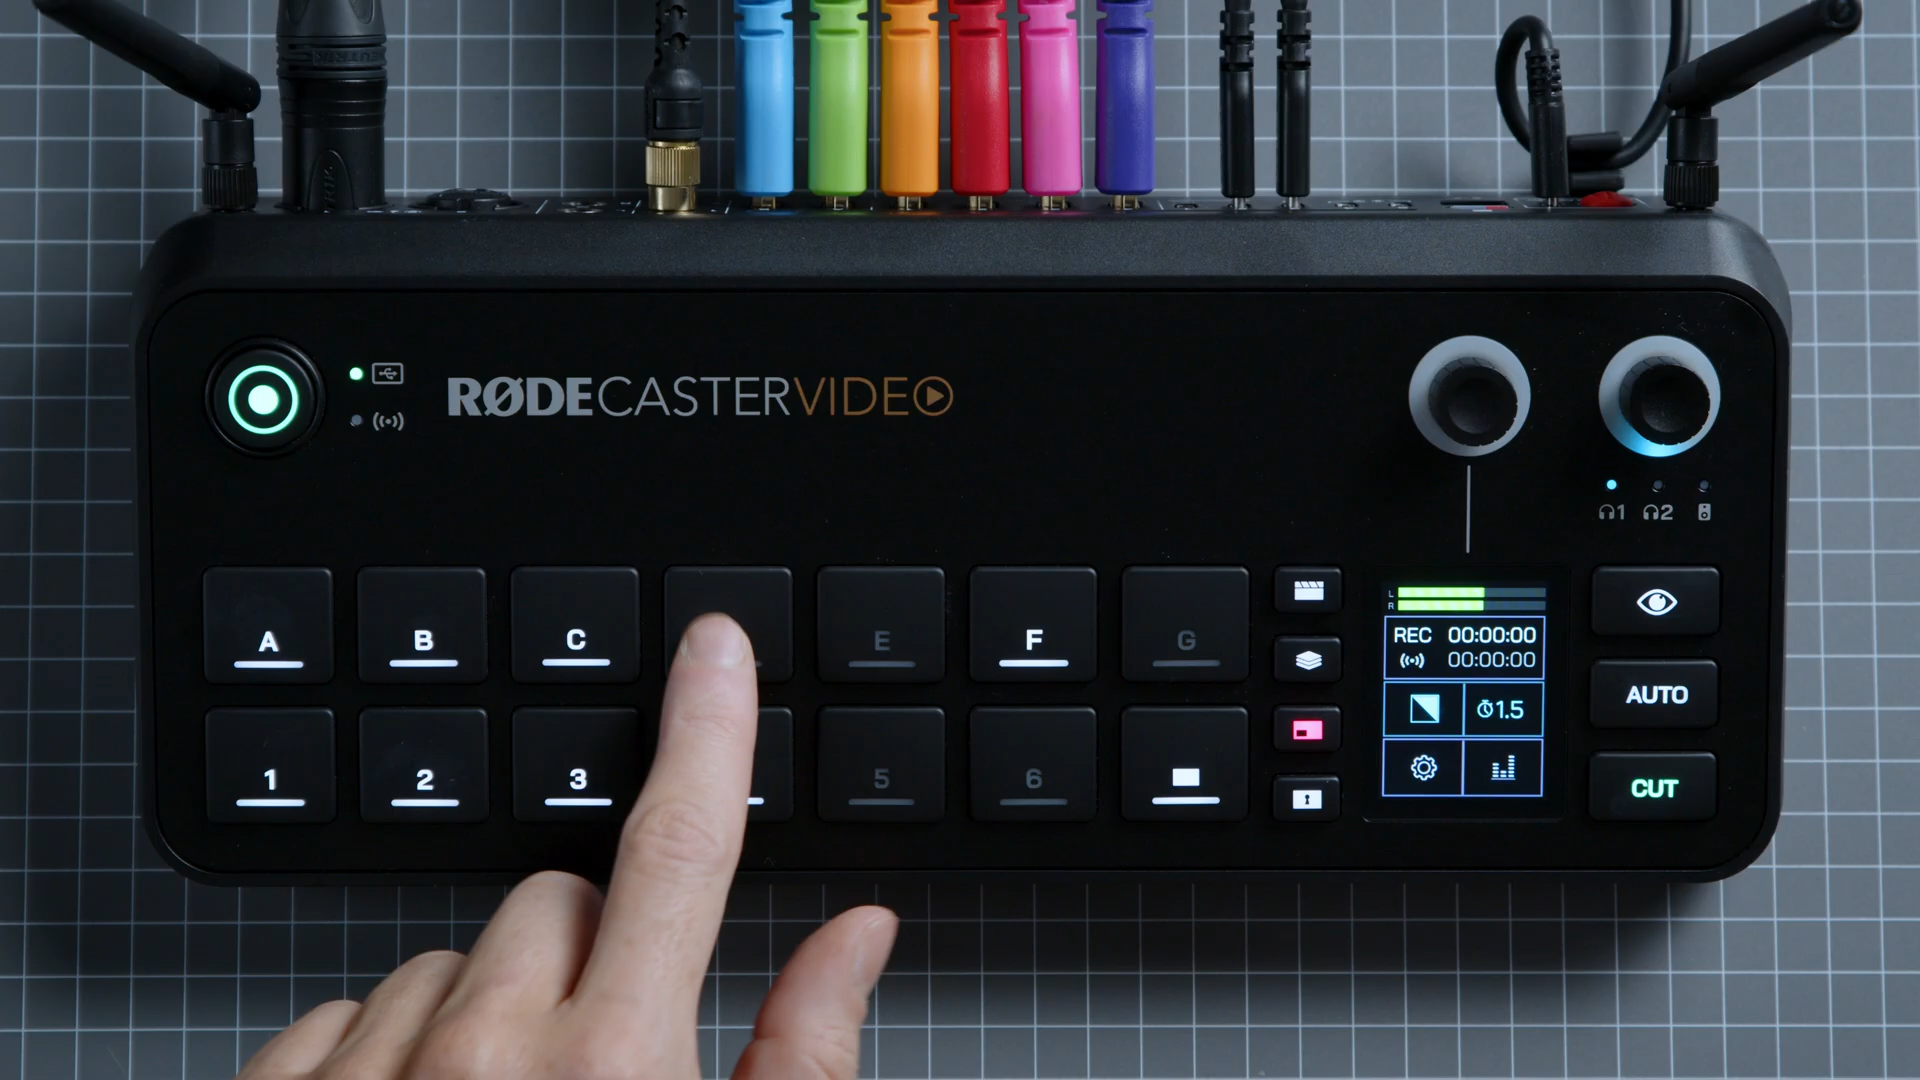 RØDECASTERVIDEO
1
2
A
B
C
E
F
G
L
R
REC 00:00:00
00:00:00
1.5
AUTO
1
2
3
5
6
CUT